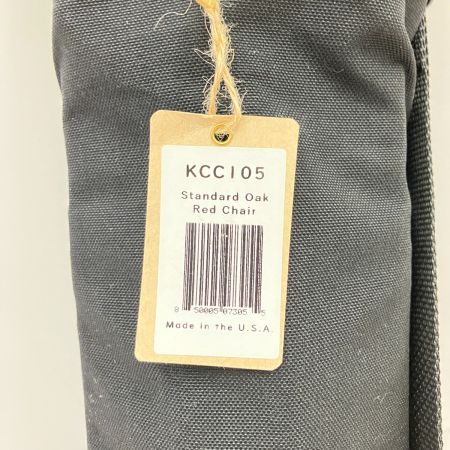 KCC105
Standard Oak
Red Chair
8 50005 07305 5
Made in the U.S.A.